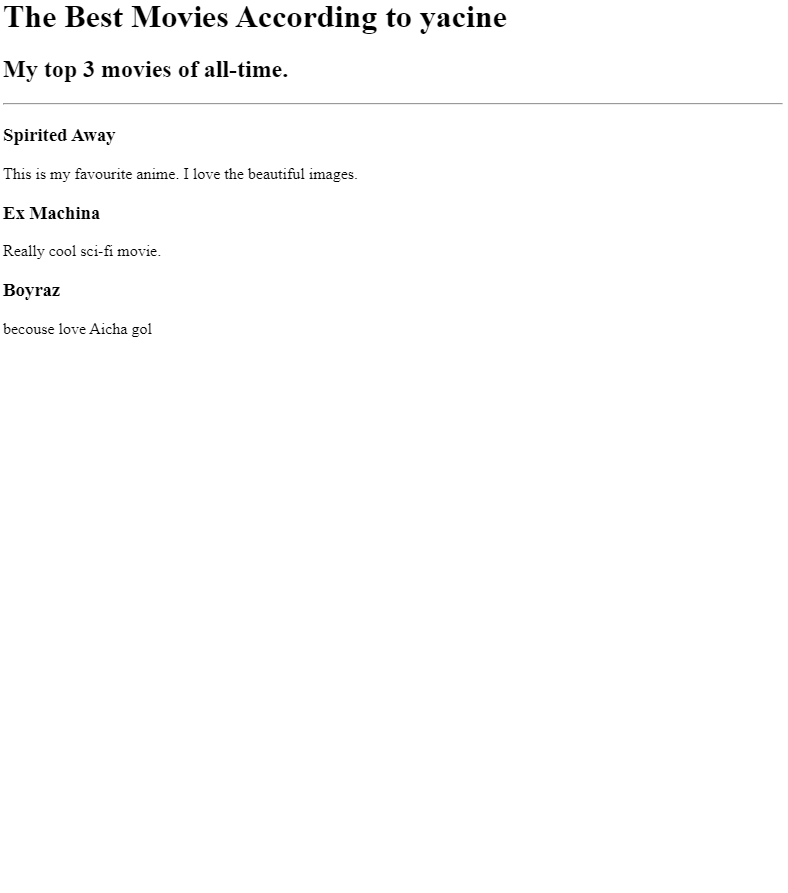 The Best Movies According to yacine
My top 3 movies of all-time.
Spirited Away
This is my favourite anime. I love the beautiful images.
Ex Machina
Really cool sci-fi movie.
Boyraz
becouse love Aicha gol